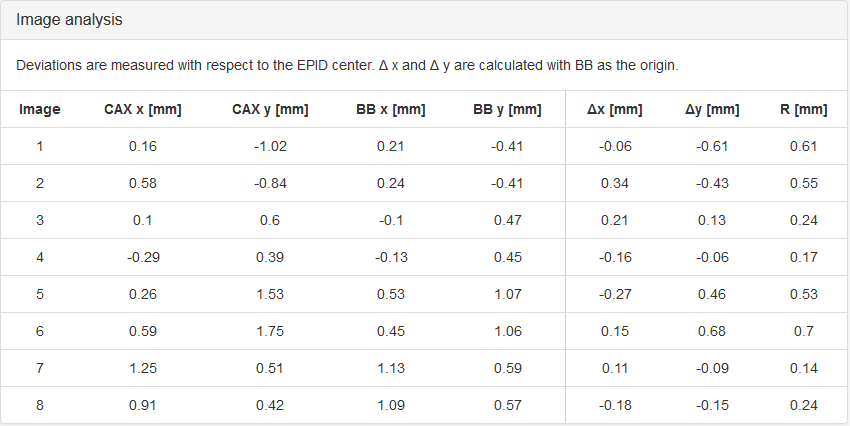 Image analysis
Deviations are measured with respect to the EPID center. Δ x and Δ y are calculated with BB as the origin.
Image CAX x [mm] CAX y [mm] BB x [mm] BB y [mm] Δx [mm] Δy [mm] R [mm]
1 0.16 -1.02 0.21 -0.41 -0.06 -0.61 0.61
2 0.58 -0.84 0.24 -0.41 0.34 -0.43 0.55
3 0.1 0.6 -0.1 0.47 0.21 0.13 0.24
4 -0.29 0.39 -0.13 0.45 -0.16 -0.06 0.17
5 0.26 1.53 0.53 1.07 -0.27 0.46 0.53
6 0.59 1.75 0.45 1.06 0.15 0.68 0.7
7 1.25 0.51 1.13 0.59 0.11 -0.09 0.14
8 0.91 0.42 1.09 0.57 -0.18 -0.15 0.24